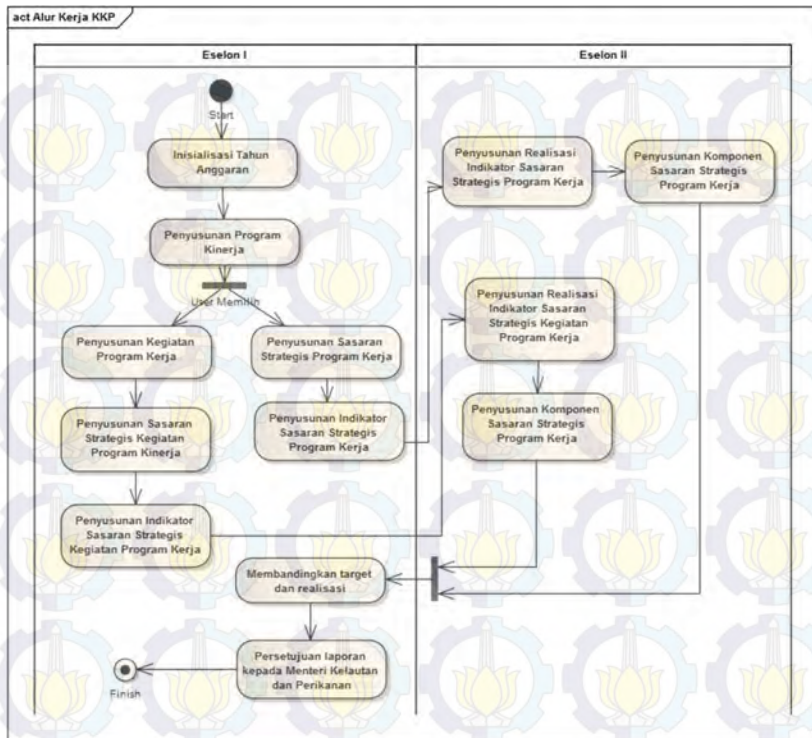 act Alur Kerja KKP
Eselon I
Eselon II
Start
Inisialisasi Tahun
Anggaran
Penyusunan Program
Kinerja
User Memilih
Penyusunan Kegiatan
Program Kerja
Penyusunan Sasaran
Strategis Program Kerja
Penyusunan Sasaran
Strategis Kegiatan
Program Kinerja
Penyusunan Indikator
Sasaran Strategis
Program Kerja
Penyusunan Indikator
Sasaran Strategis
Kegiatan Program Kerja
Penyusunan Realisasi
Indikator Sasaran
Strategis Program Kerja
Penyusunan Komponen
Sasaran Strategis
Program Kerja
Penyusunan Realisasi
Indikator Sasaran
Strategis Kegiatan
Program Kerja
Penyusunan Komponen
Sasaran Strategis
Program Kerja
Membandingkan target
dan realisasi
Persetujuan laporan
kepada Menteri Kelautan
dan Perikanan
Finish